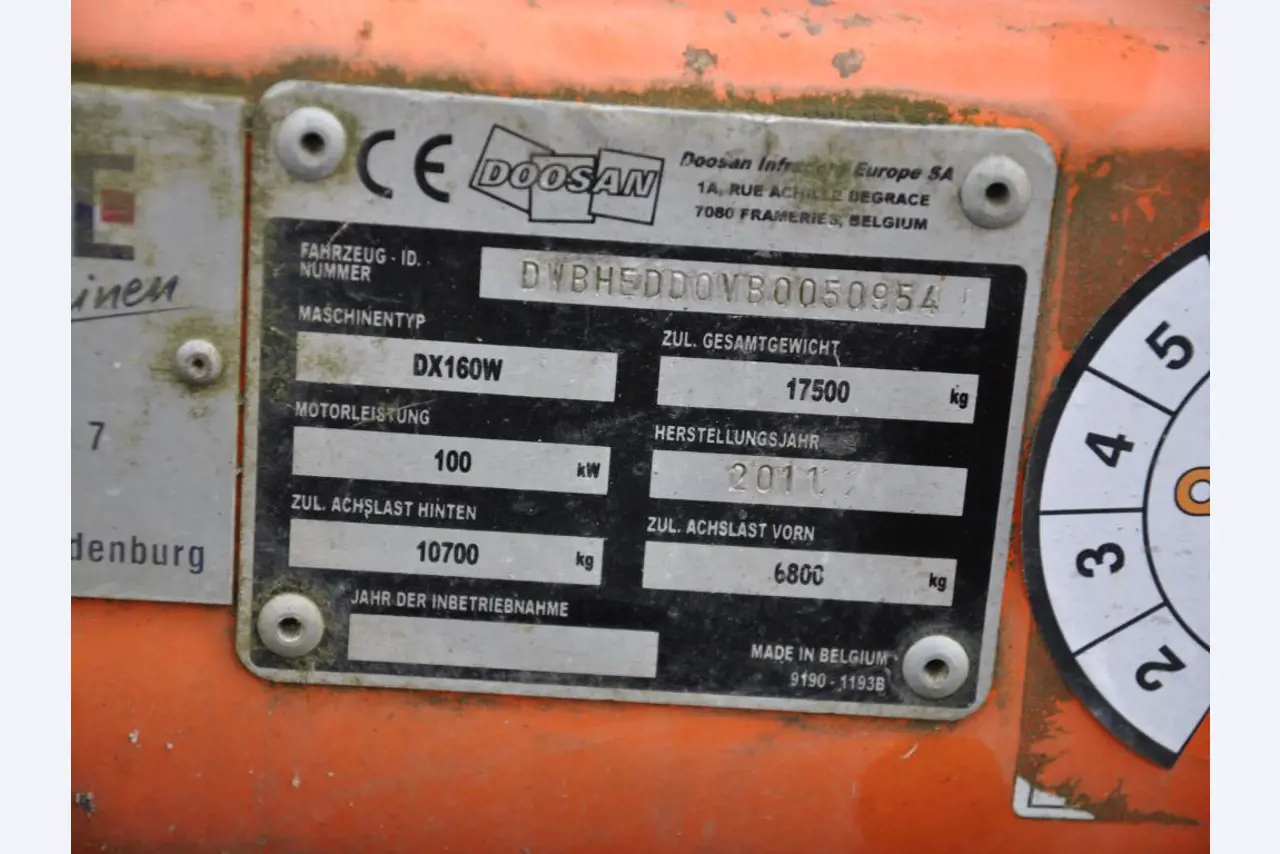 CE
DOOSAN
Doosan Infracore Europe SA
1A, RUE ACHILLE DEGRACE
7080 FRAMERIES, BELGIUM
FAHRZEUG - ID.
NUMMER
DWBHEDD0VB0050954
MASCHINENTYP
DX160W
ZUL. GESAMTGEWICHT
17500 kg
MOTORLEISTUNG
100 kW
HERSTELLUNGSJAHR
2011
ZUL. ACHSLAST HINTEN
10700 kg
ZUL. ACHSLAST VORN
6800 kg
JAHR DER INBETRIEBNAHME
MADE IN BELGIUM
9190 - 1193B
E
inen
7
denburg
5
4
3
2